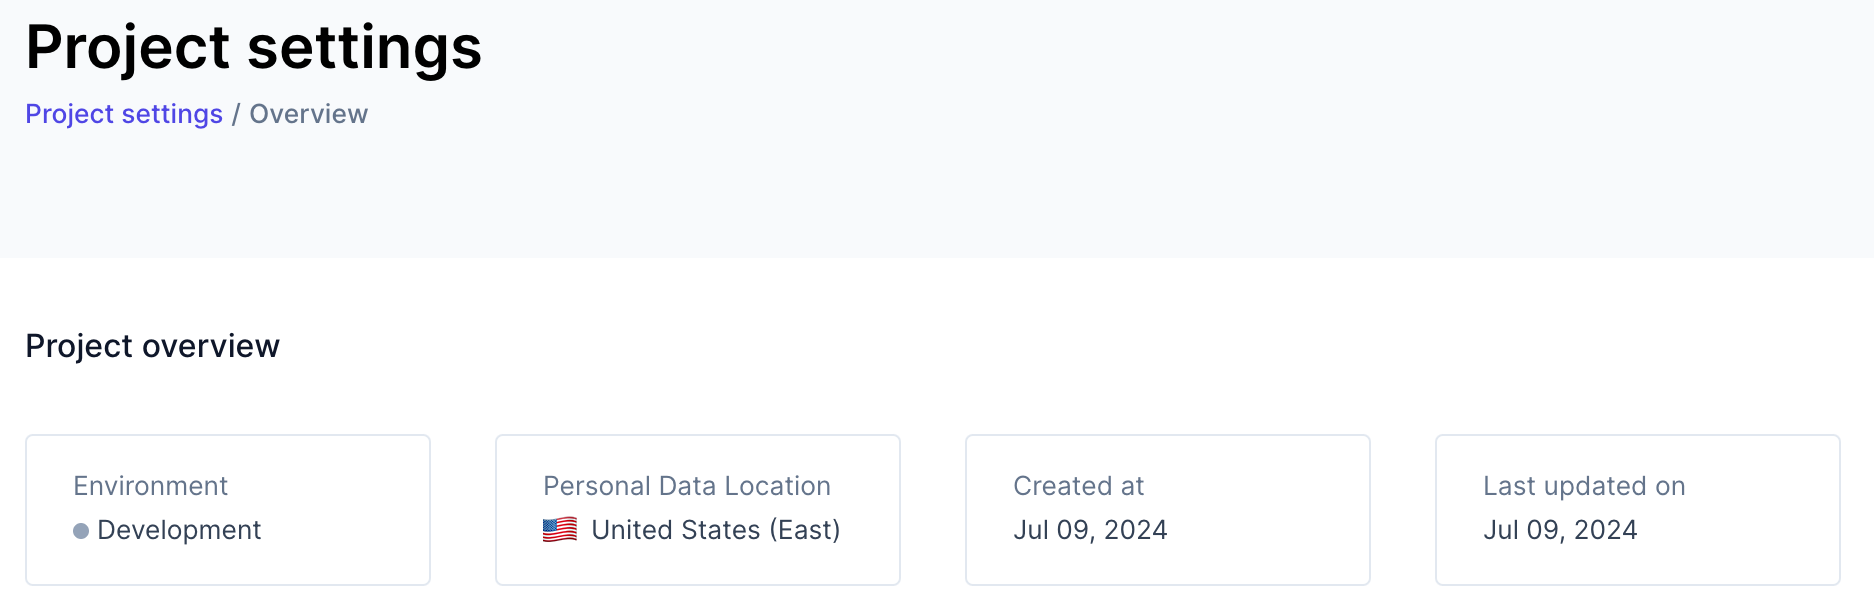 Project settings
Project settings / Overview
Project overview
Environment
Development
Personal Data Location
United States (East)
Created at
Jul 09, 2024
Last updated on
Jul 09, 2024